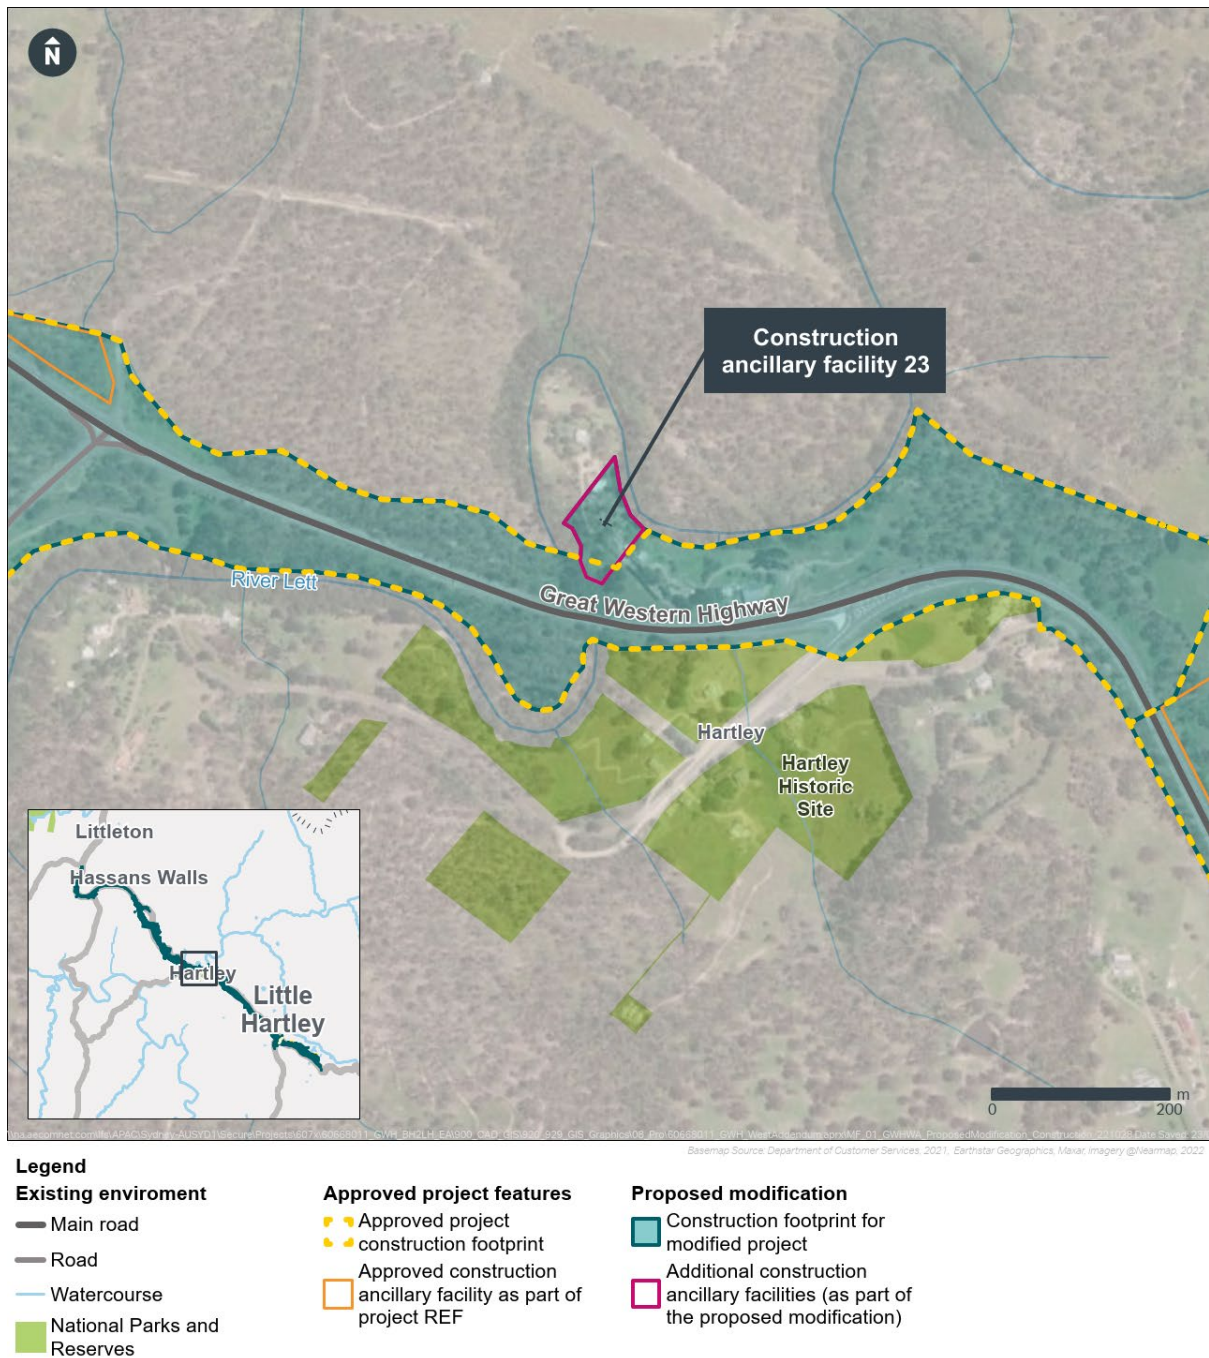 N
Construction
ancillary facility 23
River Lett
Great Western Highway
Hartley
Hartley
Historic
Site
Littleton
Hassans Walls
Hartley
Little
Hartley
m
0 200
Basemap Source: Department of Customer Services, 2021, Earthstar Geographics, Maxar, imagery @Nearmap, 2022
Legend
Existing enviroment
Main road
Road
Watercourse
National Parks and
Reserves
Approved project features
Approved project
construction footprint
Approved construction
ancillary facility as part of
project REF
Proposed modification
Construction footprint for
modified project
Additional construction
ancillary facilities (as part of
the proposed modification)